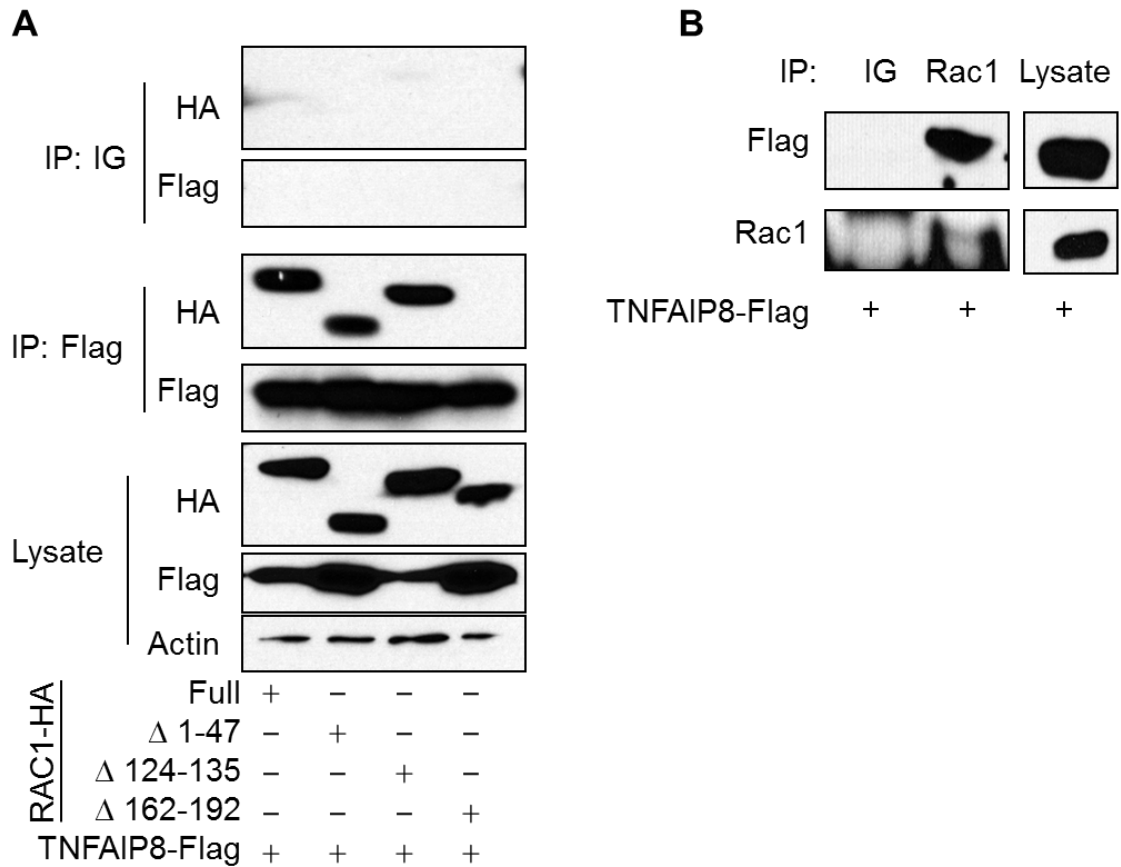 A
IP: IG
HA
Flag
IP: Flag
HA
Flag
Lysate
HA
Flag
Actin
RAC1-HA
Full + – – –
Δ 1-47 – + – –
Δ 124-135 – – + –
Δ 162-192 – – – +
TNFAIP8-Flag + + + +
B
IP: IG Rac1 Lysate
Flag
Rac1
TNFAIP8-Flag + + +